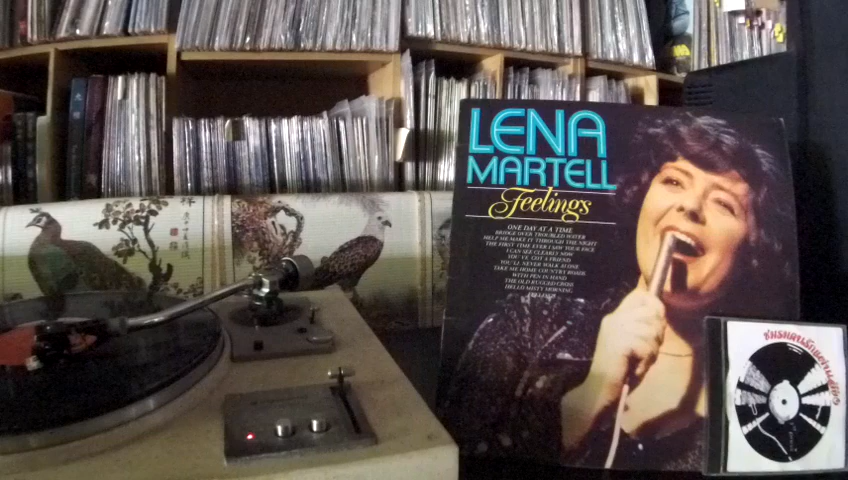 LENA
MARTELL
Feelings
ONE DAY AT A TIME
BRIDGE OVER TROUBLED WATER
HELP ME MAKE IT THROUGH THE NIGHT
THE FIRST TIME EVER I SAW YOUR FACE
I CAN SEE CLEARLY NOW
YOU'VE GOT A FRIEND
YOU'LL NEVER WALK ALONE
TAKE ME HOME COUNTRY ROADS
WITH PEN IN HAND
THE OLD RUGGED CROSS
HELLO MISTY MORNING
FEELINGS